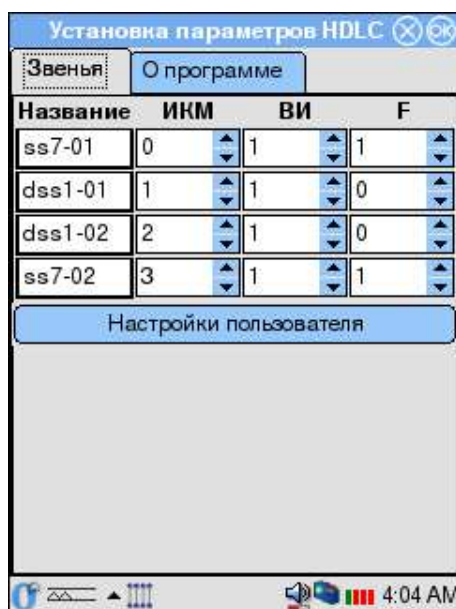 Установка параметров HDLC
Звенья О программе
Название ИКМ ВИ F
ss7-01 0 1 1
dss1-01 1 1 0
dss1-02 2 1 0
ss7-02 3 1 1
Настройки пользователя
4:04 AM